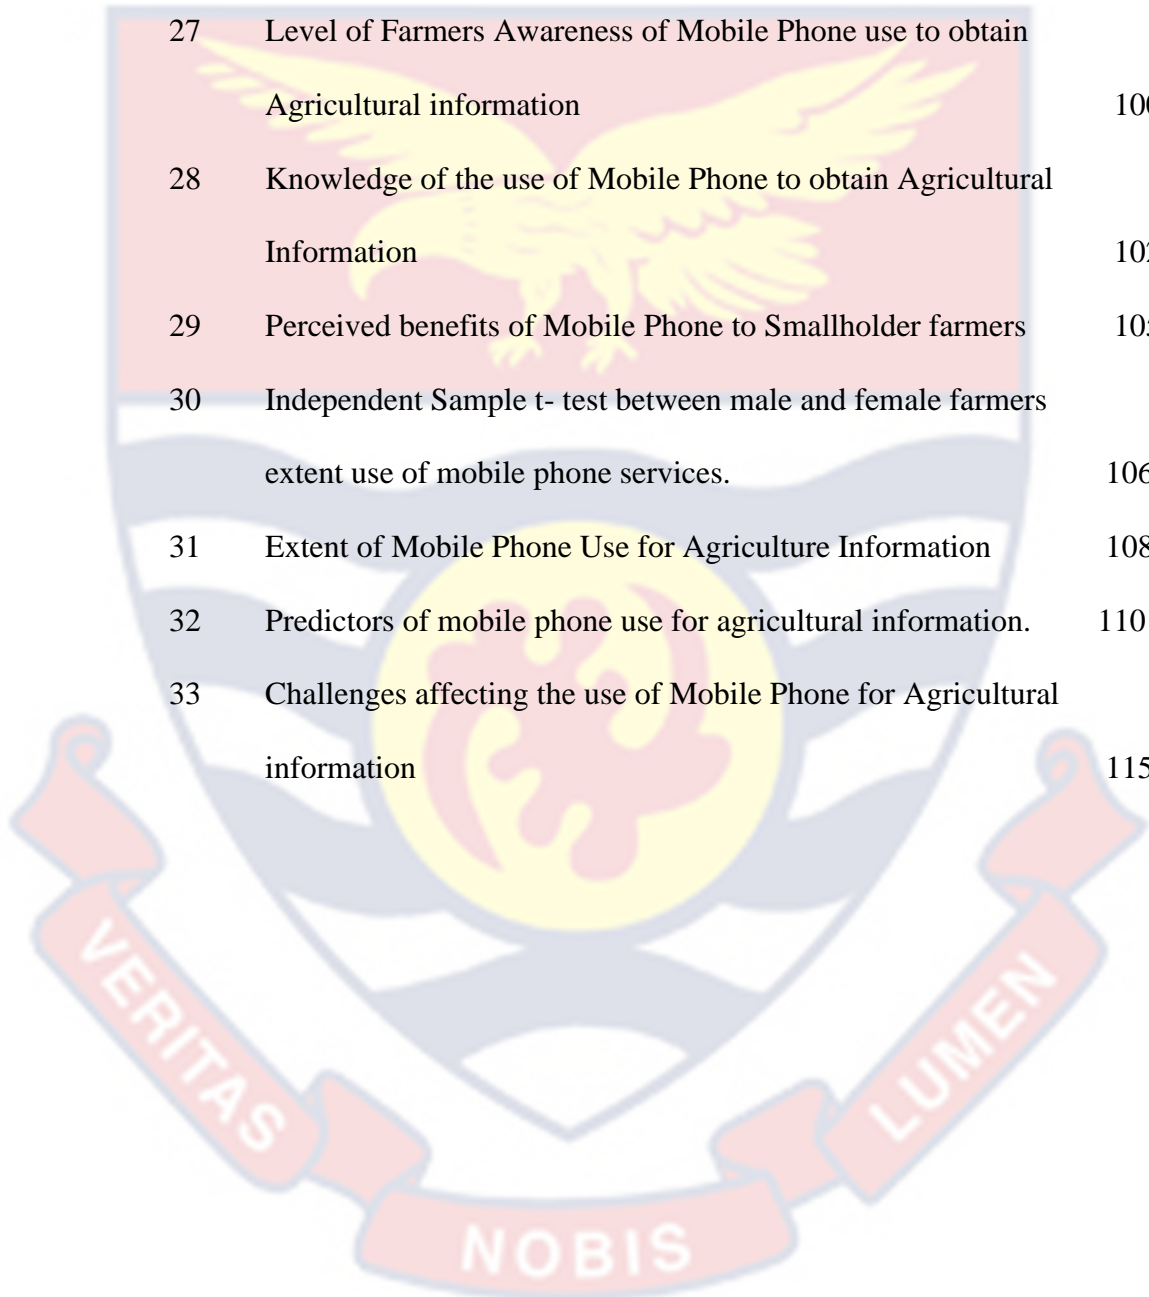 27 Level of Farmers Awareness of Mobile Phone use to obtain
Agricultural information 100
28 Knowledge of the use of Mobile Phone to obtain Agricultural
Information 102
29 Perceived benefits of Mobile Phone to Smallholder farmers 105
30 Independent Sample t- test between male and female farmers
extent use of mobile phone services. 106
31 Extent of Mobile Phone Use for Agriculture Information 108
32 Predictors of mobile phone use for agricultural information. 110
33 Challenges affecting the use of Mobile Phone for Agricultural
information 115
VERITAS
NOBIS
LUMEN